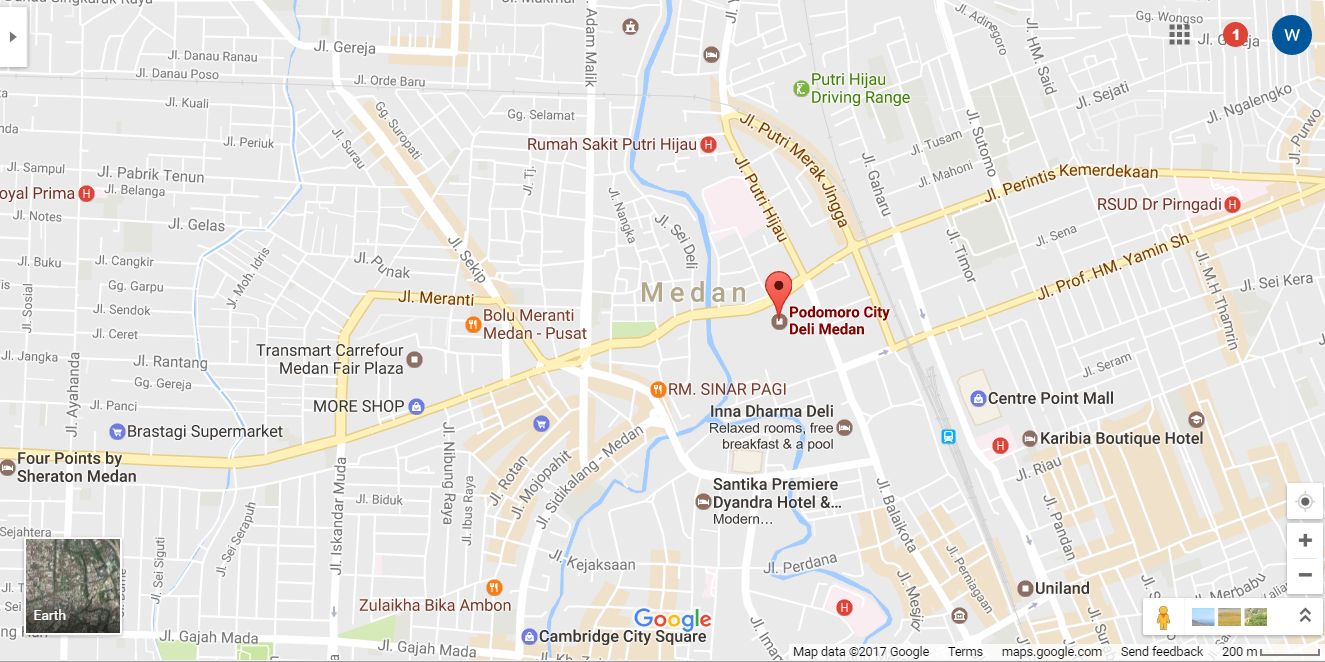 Jl. Gereja
Jl. Danau Ranau
Jl. Danau Poso
Jl. Orde Baru
Adam Malik
Jl. Adinegoro
Jl. HM. Said
Gg. Wongso
1
W
Jl. Kuali
Gg. Suropati
Gg. Selamat
Putri Hijau
Driving Range
Jl. Sejati
Jl. Ngalengko
Jl. Periuk
Jl. Surau
Rumah Sakit Putri Hijau
H
Jl. Putri Merak Jingga
Jl. Tusam
Jl. Sutomo
Jl. Purwo
Jl. Sampul
Jl. Pabrik Tenun
Jl. Belanga
Jl. Tj.
Jl. Putri Hijau
Jl. Gaharu
Jl. Mahoni
Jl. Perintis Kemerdekaan
oyal Prima
H
RSUD Dr Pirngadi
H
Jl. Notes
Jl. Gelas
Jl. Nangka
Jl. Sei Deli
Jl. Sena
Jl. Timor
Jl. Prof. HM. Yamin Sh
Jl. Buku
Jl. Cangkir
Jl. Sekip
Jl. Punak
Jl. M.H Thamrin
Jl. Sei Kera
Gg. Garpu
Jl. Moh. Idris
Jl. Meranti
Medan
Jl. Sosial
Jl. Sendok
Bolu Meranti
Medan - Pusat
Podomoro City
Deli Medan
Jl. Ceret
Jl. Jangka
Jl. Rantang
Transmart Carrefour
Medan Fair Plaza
Jl. Seram
Gg. Gereja
Jl. Ayahanda
RM. SINAR PAGI
Centre Point Mall
Jl. Panci
MORE SHOP
Inna Dharma Deli
Relaxed rooms, free
breakfast & a pool
Brastagi Supermarket
Karibia Boutique Hotel
H
Four Points by
Sheraton Medan
Jl. Nibung Raya
Jl. Rotan
Jl. Mojopahit
Jl. Sidikalang - Medan
Jl. Riau
Jl. Biduk
Jl. Iskandar Muda
Jl. Ibus Raya
Santika Premiere
Dyandra Hotel &...
Modern...
Jl. Balaikota
Jl. Pandan
Sejahtera
Jl. Sei Serapuh
Jl. Sei Siguti
Jl. Kejaksaan
Jl. Perdana
Jl. Perniagaan
Uniland
Jl. Merbabu
Earth
Zulaikha Bika Ambon
H
Google
Cambridge City Square
Jl. Gajah Mada
Jl. Gajah Mada
Map data ©2017 Google
Terms
maps.google.com
Send feedback
200 m